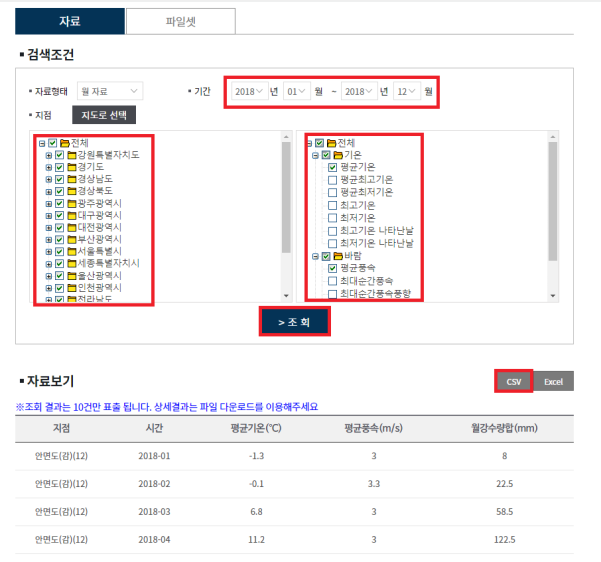 자료 파일셋
▪ 검색조건
▪ 자료형태 월 자료 ▪ 기간 2018 년 01 월 ~ 2018 년 12 월
▪ 지점 지도로 선택
전체
강원특별자치도
경기도
경상남도
경상북도
광주광역시
대구광역시
대전광역시
부산광역시
서울특별시
세종특별자치시
울산광역시
인천광역시
전라남도
전체
기온
평균기온
평균최고기온
평균최저기온
최고기온
최저기온
최고기온 나타난날
최저기온 나타난날
바람
평균풍속
최대순간풍속
최대순간풍속풍향
> 조 회
▪ 자료보기 CSV Excel
※조회 결과는 10건만 표출 됩니다. 상세결과는 파일 다운로드를 이용해주세요
지점 시간 평균기온(℃) 평균풍속(m/s) 월강수량합(mm)
안면도(감)(12) 2018-01 -1.3 3 8
안면도(감)(12) 2018-02 -0.1 3.3 22.5
안면도(감)(12) 2018-03 6.8 3 58.5
안면도(감)(12) 2018-04 11.2 3 122.5